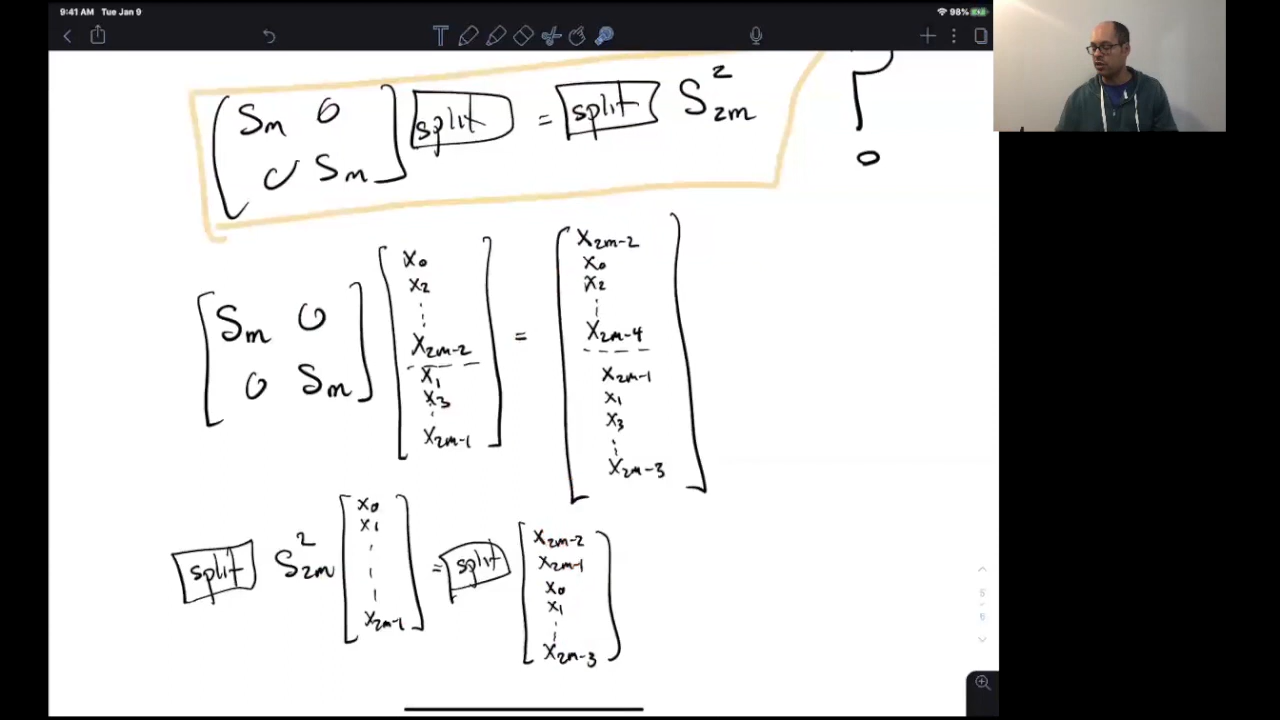 9:41 AM Tue Jan 9
98%
T
?
[Sm 0
0 Sm] split = split S²₂ₘ
[Sm 0
0 Sm]
[x₀
x₂
⋮
x₂ₘ₋₂
x₁
x₃
⋮
x₂ₘ₋₁]
=
[x₂ₘ₋₂
x₀
x₂
⋮
x₂ₘ₋₄
x₂ₘ₋₁
x₁
x₃
⋮
x₂ₘ₋₃]
split S²₂ₘ
[x₀
x₁
⋮
x₂ₘ₋₁]
= split
[x₂ₘ₋₂
x₂ₘ₋₁
x₀
x₁
⋮
x₂ₘ₋₃]